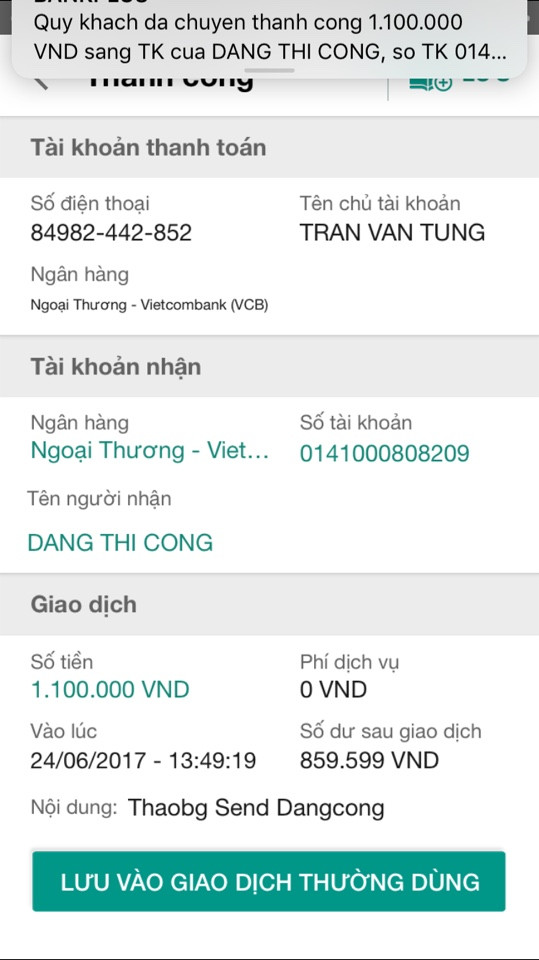 Quy khach da chuyen thanh cong 1.100.000
VND sang TK cua DANG THI CONG, so TK 014...
Thành công
Tài khoản thanh toán
Số điện thoại
Tên chủ tài khoản
84982-442-852
TRAN VAN TUNG
Ngân hàng
Ngoại Thương - Vietcombank (VCB)
Tài khoản nhận
Ngân hàng
Số tài khoản
Ngoại Thương - Viet...
0141000808209
Tên người nhận
DANG THI CONG
Giao dịch
Số tiền
Phí dịch vụ
1.100.000 VND
0 VND
Vào lúc
Số dư sau giao dịch
24/06/2017 - 13:49:19
859.599 VND
Nội dung: Thaobg Send Dangcong
LƯU VÀO GIAO DỊCH THƯỜNG DÙNG